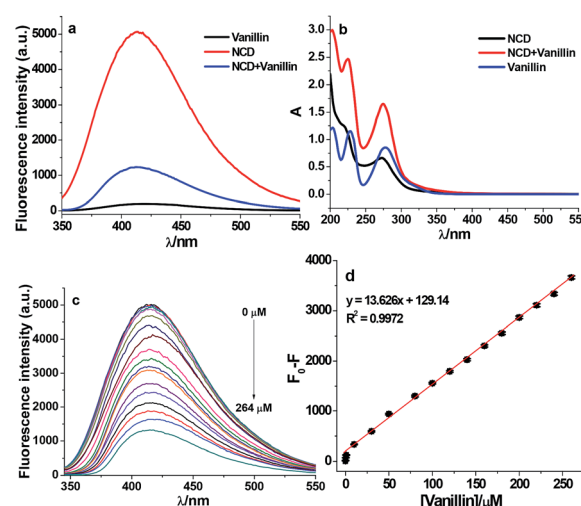 a
Vanillin
NCD
NCD+Vanillin
Fluorescence intensity (a.u.)
5000
4000
3000
2000
1000
0
350
400
450
500
550
λ/nm
b
NCD
NCD+Vanillin
Vanillin
A
3.0
2.5
2.0
1.5
1.0
0.5
0.0
200
250
300
350
400
450
500
550
λ/nm
c
0 μM
264 μM
Fluorescence intensity (a.u.)
5000
4000
3000
2000
1000
0
350
400
450
500
550
λ/nm
d
y = 13.626x + 129.14
R² = 0.9972
F₀-F
4000
3000
2000
1000
0
0
50
100
150
200
250
[Vanillin]/μM